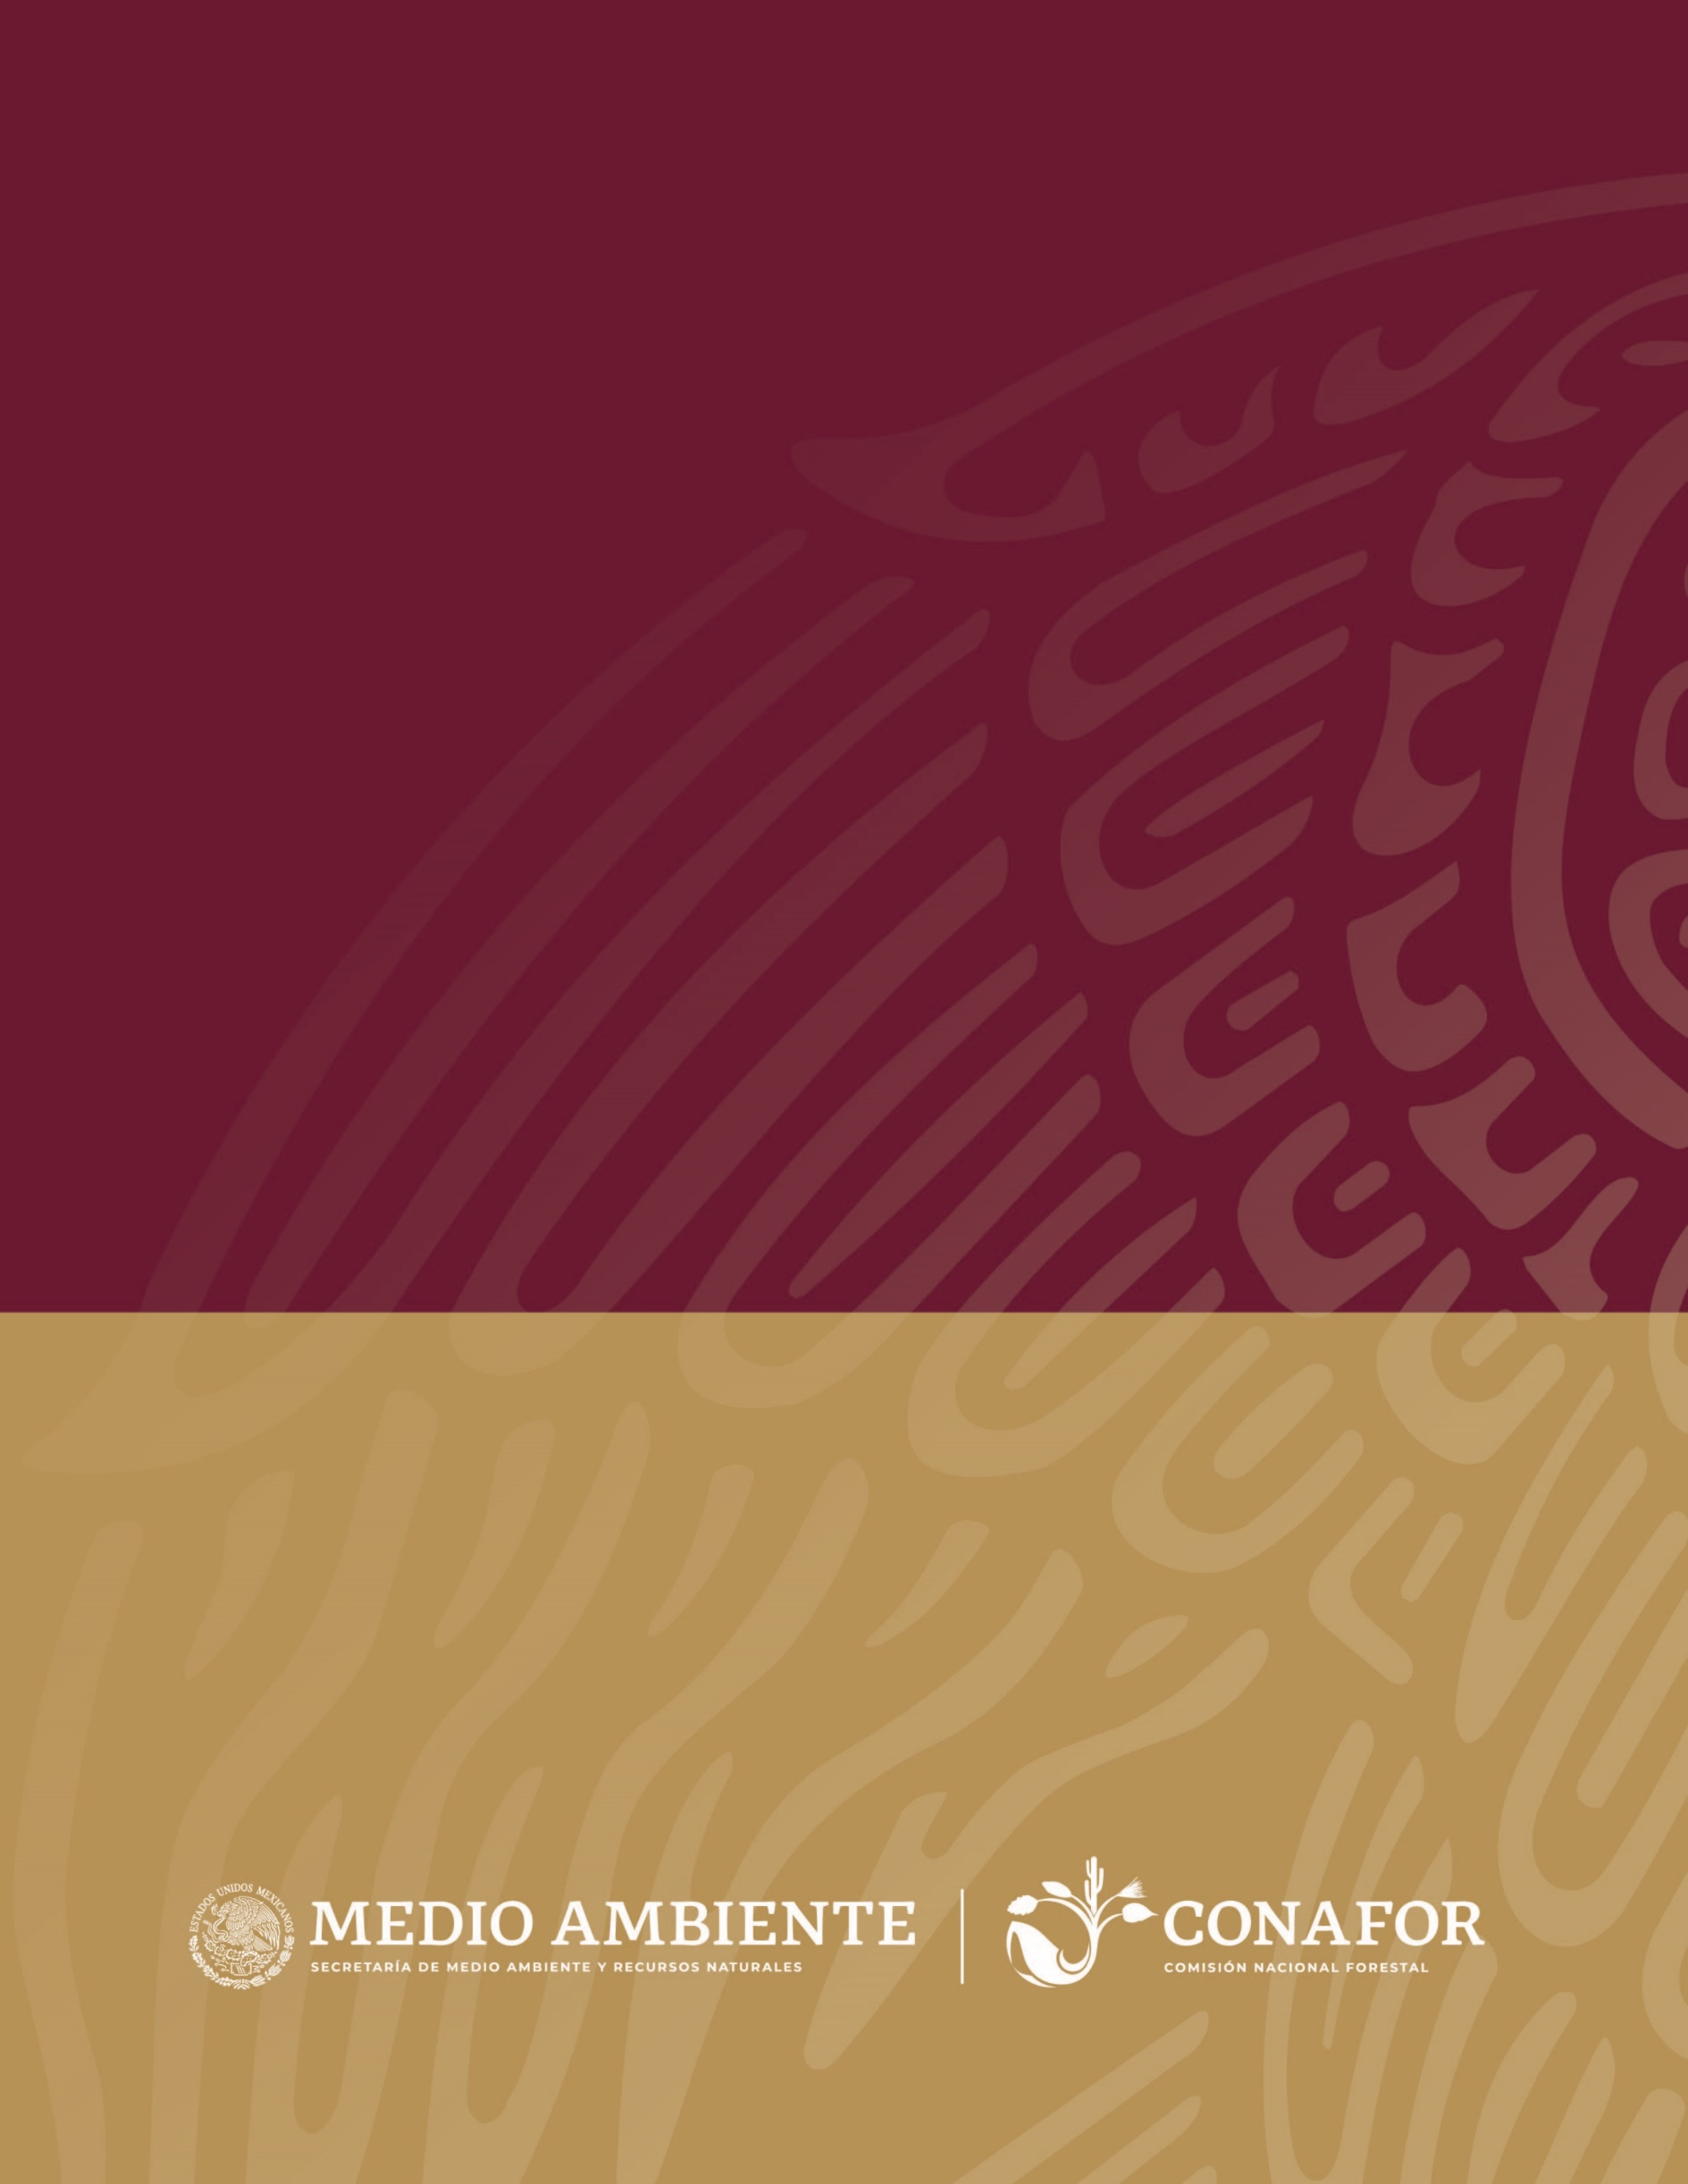 ESTADOS UNIDOS MEXICANOS
MEDIO AMBIENTE
SECRETARÍA DE MEDIO AMBIENTE Y RECURSOS NATURALES
CONAFOR
COMISIÓN NACIONAL FORESTAL